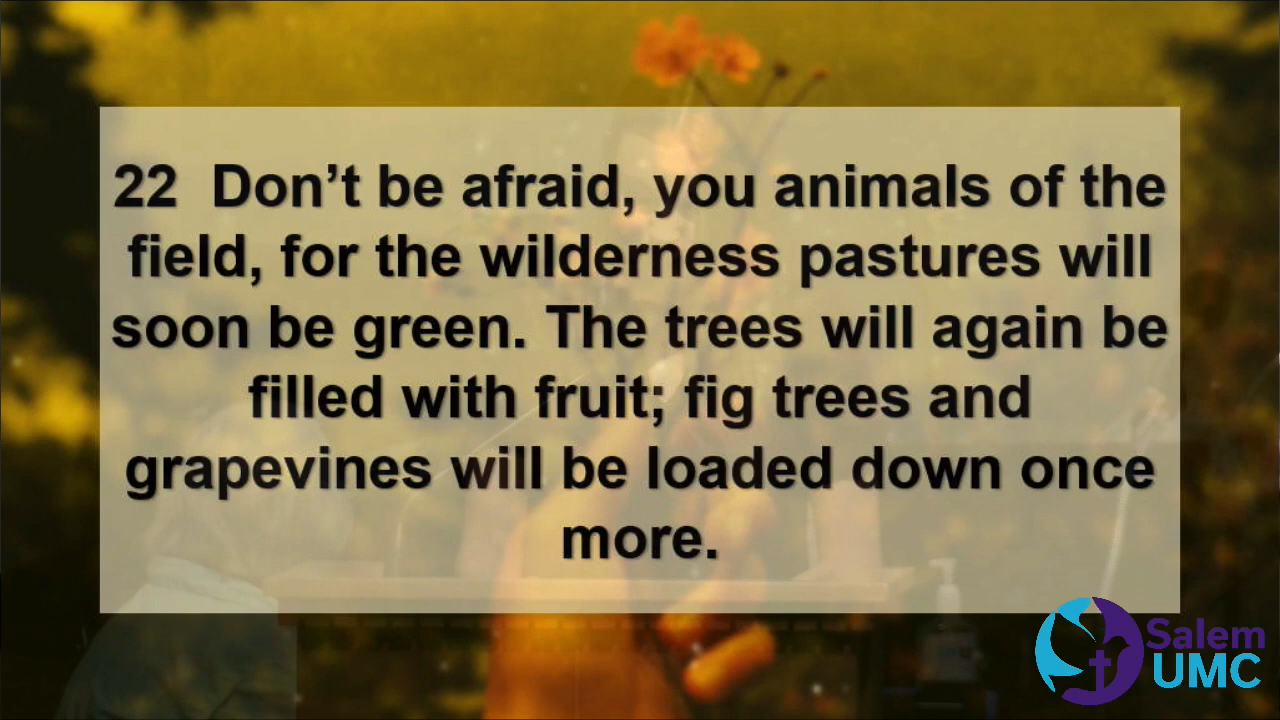 22  Don’t be afraid, you animals of the
field, for the wilderness pastures will
soon be green. The trees will again be
filled with fruit; fig trees and
grapevines will be loaded down once
more.
Salem
UMC